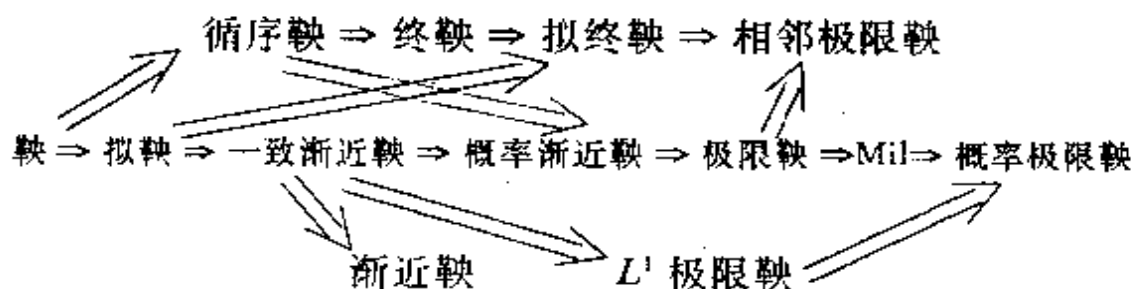 循序鞅 ⇒ 终鞅 ⇒ 拟终鞅 ⇒ 相邻极限鞅
鞅 ⇒ 拟鞅 ⇒ 一致渐近鞅 ⇒ 概率渐近鞅 ⇒ 极限鞅 ⇒ Mil ⇒ 概率极限鞅
渐近鞅 L¹ 极限鞅